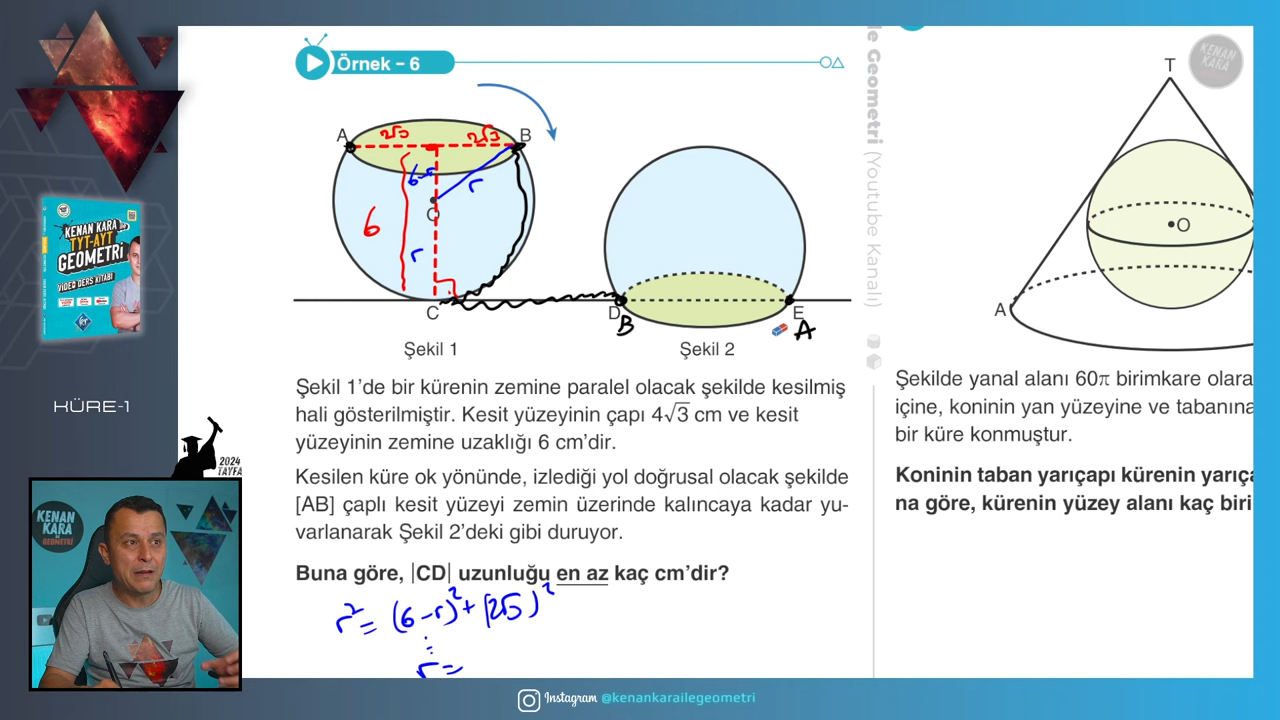 Örnek – 6
A
2√3
2√3
B
6-r
r
6
r
C
D
E
B
A
Şekil 1
Şekil 2
Şekil 1’de bir kürenin zemine paralel olacak şekilde kesilmiş
hali gösterilmiştir. Kesit yüzeyinin çapı 4√3 cm ve kesit
yüzeyinin zemine uzaklığı 6 cm’dir.
Kesilen küre ok yönünde, izlediği yol doğrusal olacak şekilde
[AB] çaplı kesit yüzeyi zemin üzerinde kalıncaya kadar yu-
varlanarak Şekil 2’deki gibi duruyor.
Buna göre, |CD| uzunluğu en az kaç cm’dir?
r² = (6-r)² + (2√3)²
r =
le Geometri (Youtube Kanalı)
KENAN
KARA
T
O
A
Şekilde yanal alanı 60π birimkare olara
içine, koninin yan yüzeyine ve tabanına
bir küre konmuştur.
Koninin taban yarıçapı kürenin yarıça
na göre, kürenin yüzey alanı kaç biri
KENAN KARA
TYT-AYT
GEOMETRİ
VİDEO DERS KİTABI
KÜRE-1
2024
TAYFA
KENAN
KARA
GEOMETRİ
Instagram @kenankarailegeometri